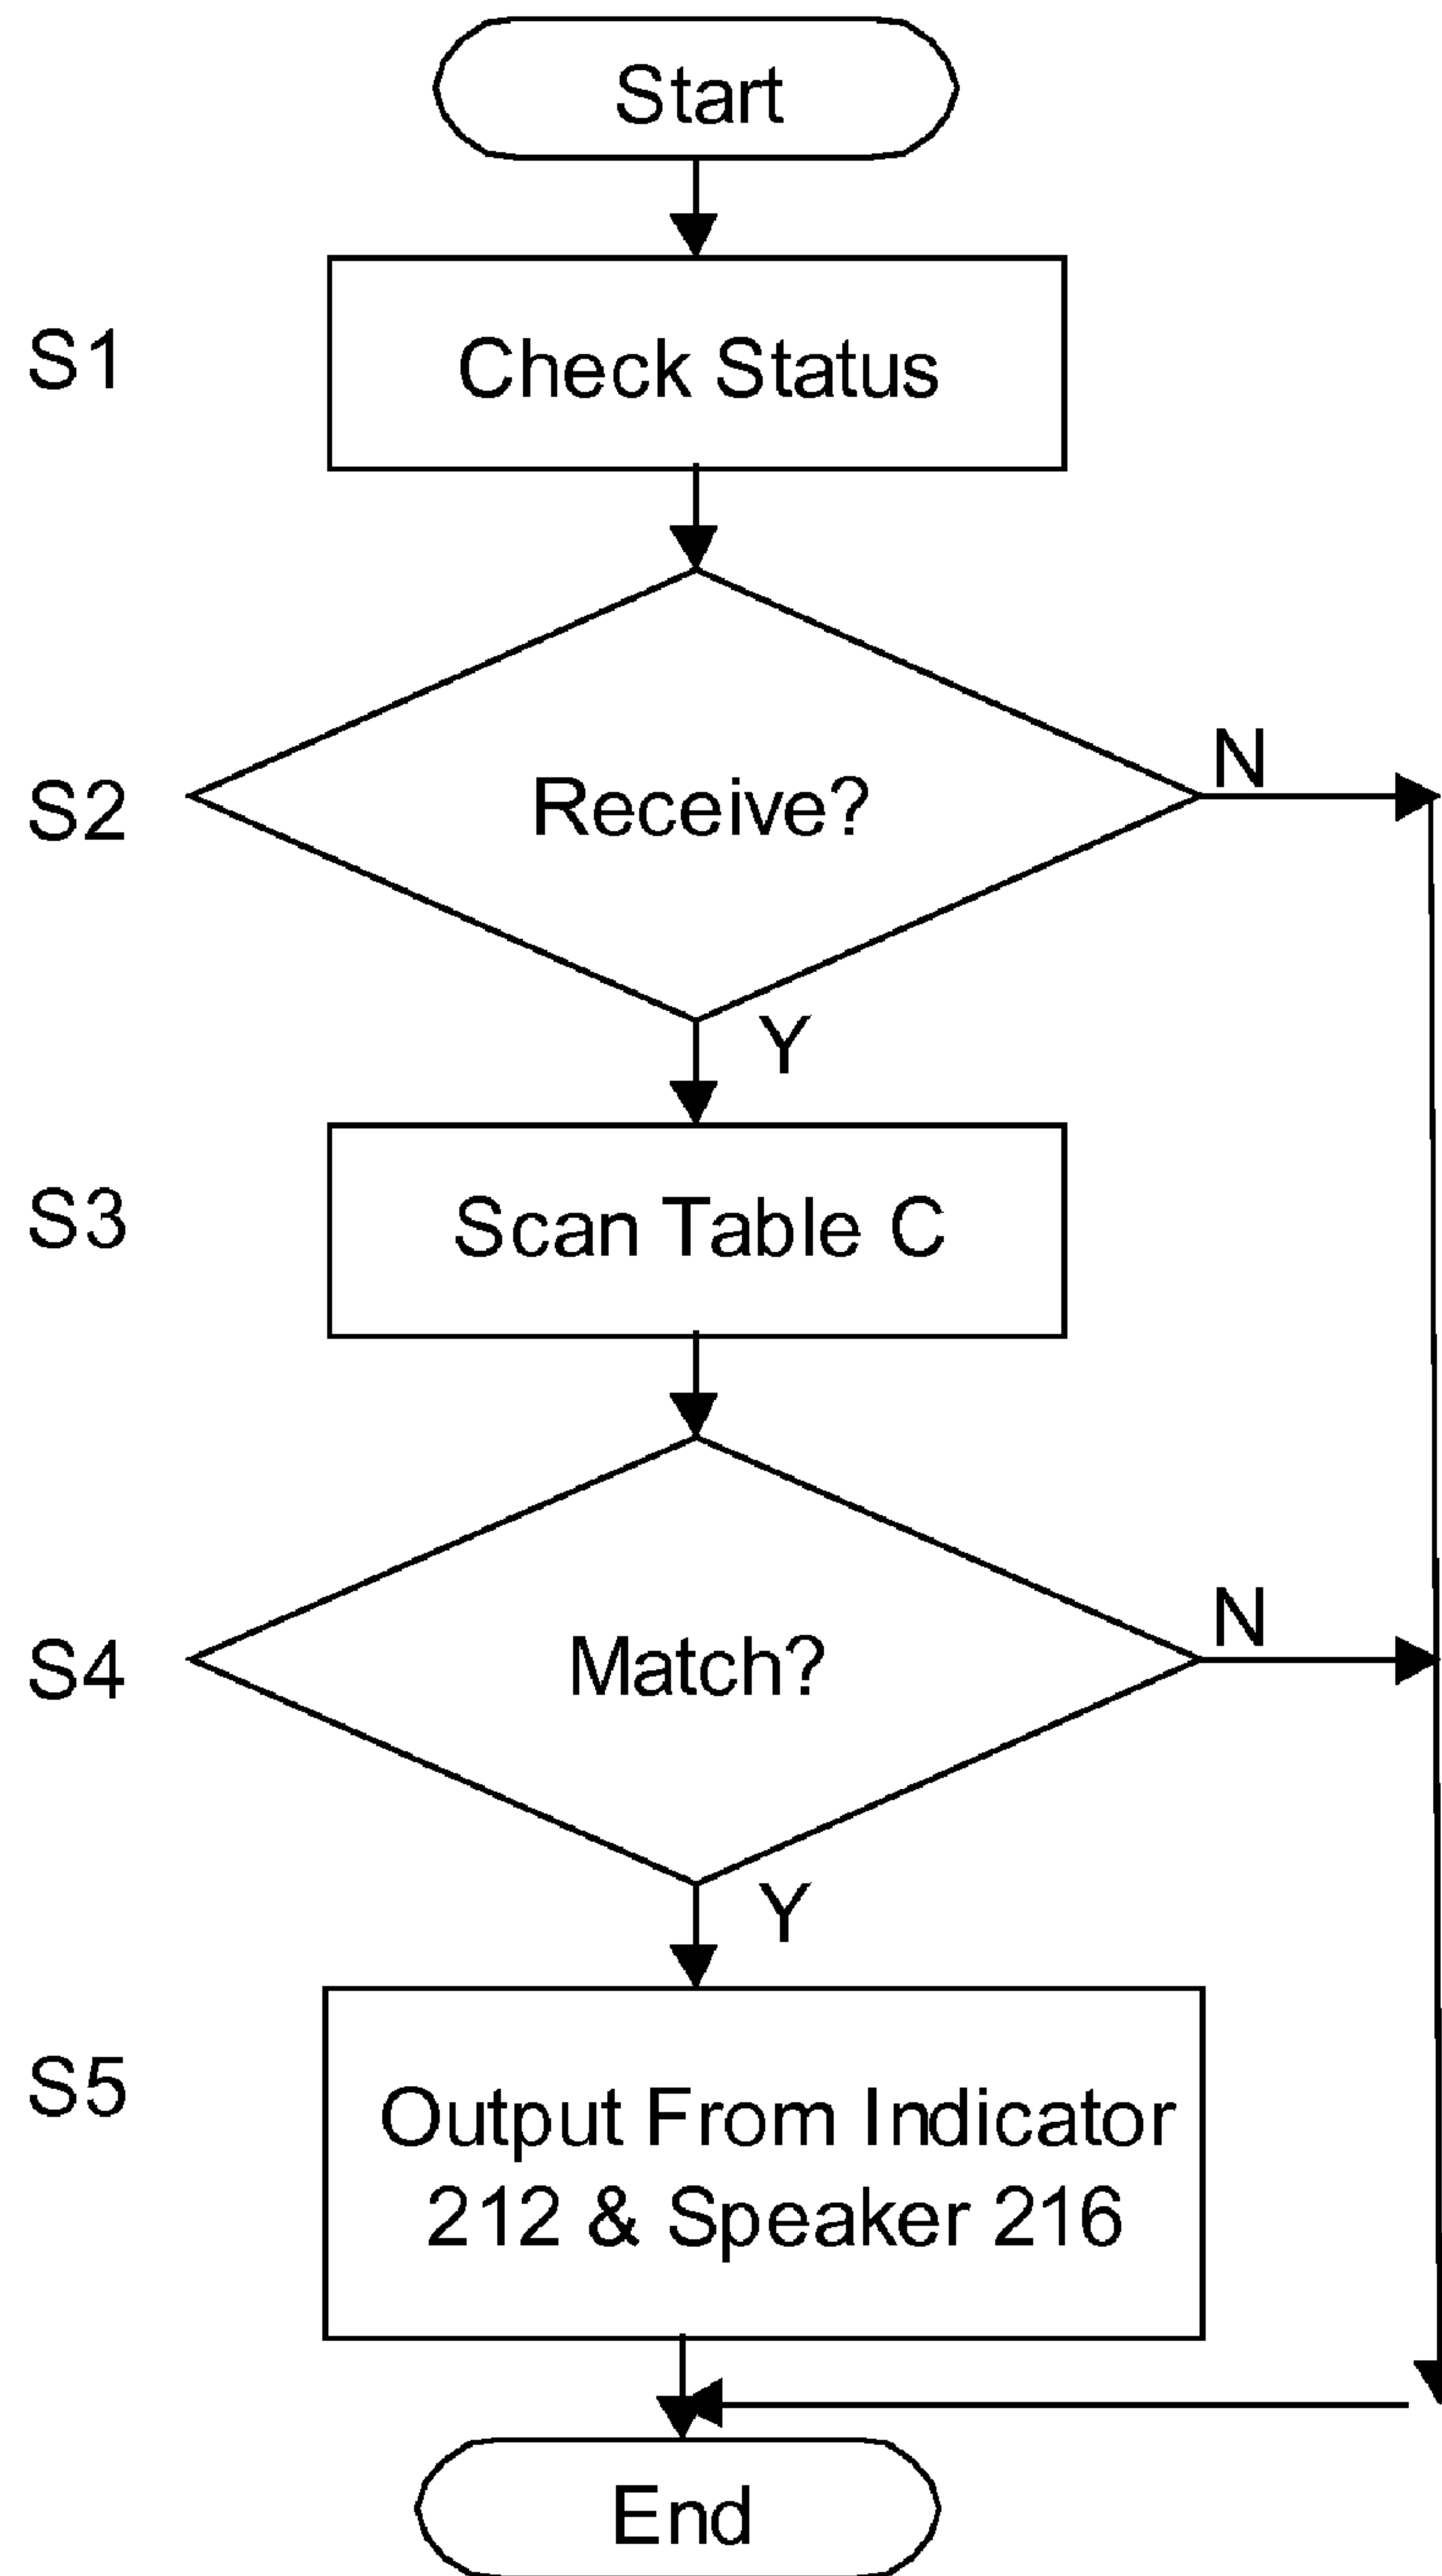 Start
S1
Check Status
S2
Receive?
N
Y
S3
Scan Table C
S4
Match?
N
Y
S5
Output From Indicator
212 & Speaker 216
End